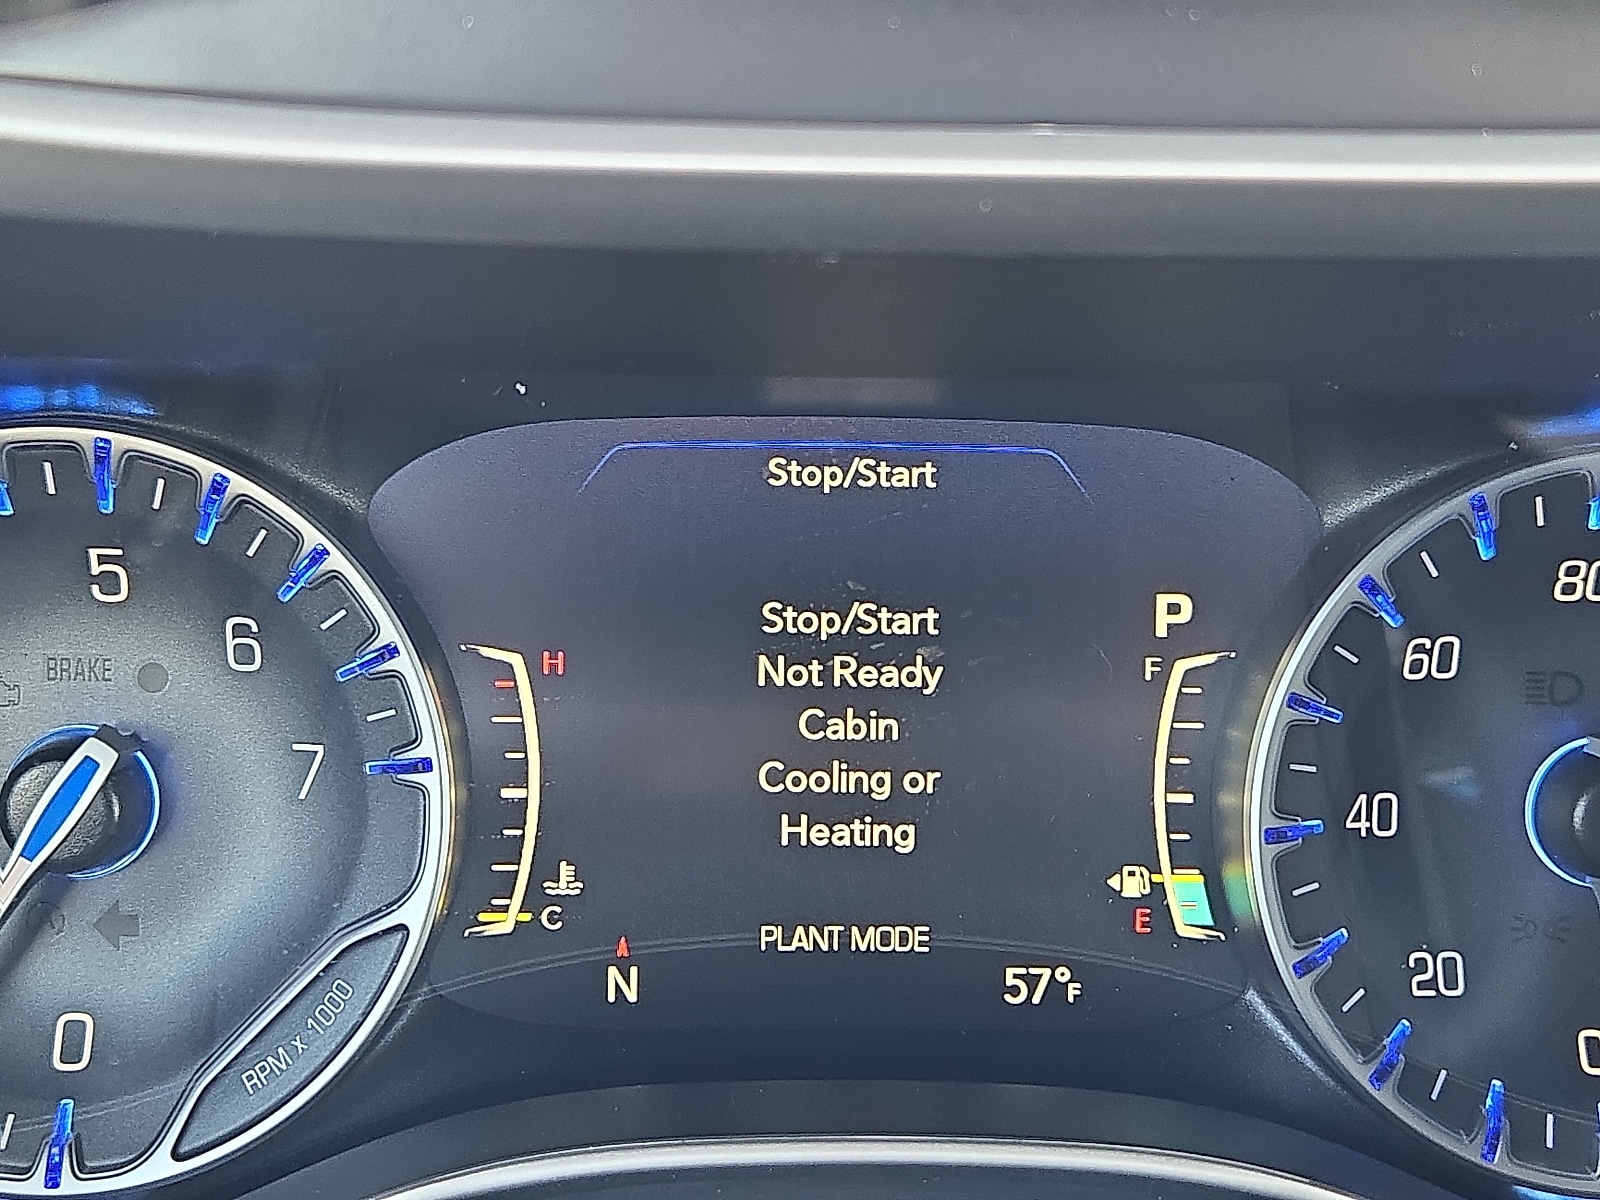 Stop/Start
Stop/Start
Not Ready
Cabin
Cooling or
Heating
PLANT MODE
N
57°F
P
H
C
F
E
5
6
7
0
BRAKE
RPM x 1000
80
60
40
20
0